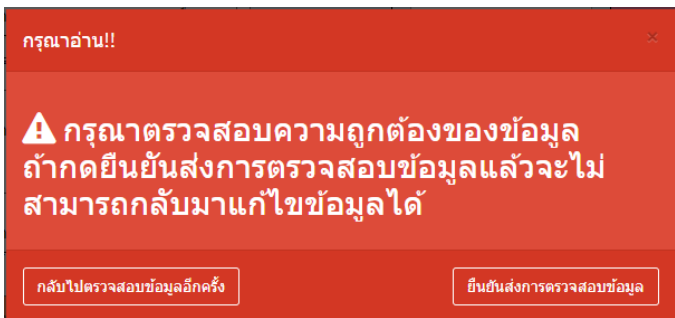 กรุณาอ่าน!!
×
กรุณาตรวจสอบความถูกต้องของข้อมูล
ถ้ากดยืนยันส่งการตรวจสอบข้อมูลแล้วจะไม่
สามารถกลับมาแก้ไขข้อมูลได้
กลับไปตรวจสอบข้อมูลอีกครั้ง
ยืนยันส่งการตรวจสอบข้อมูล